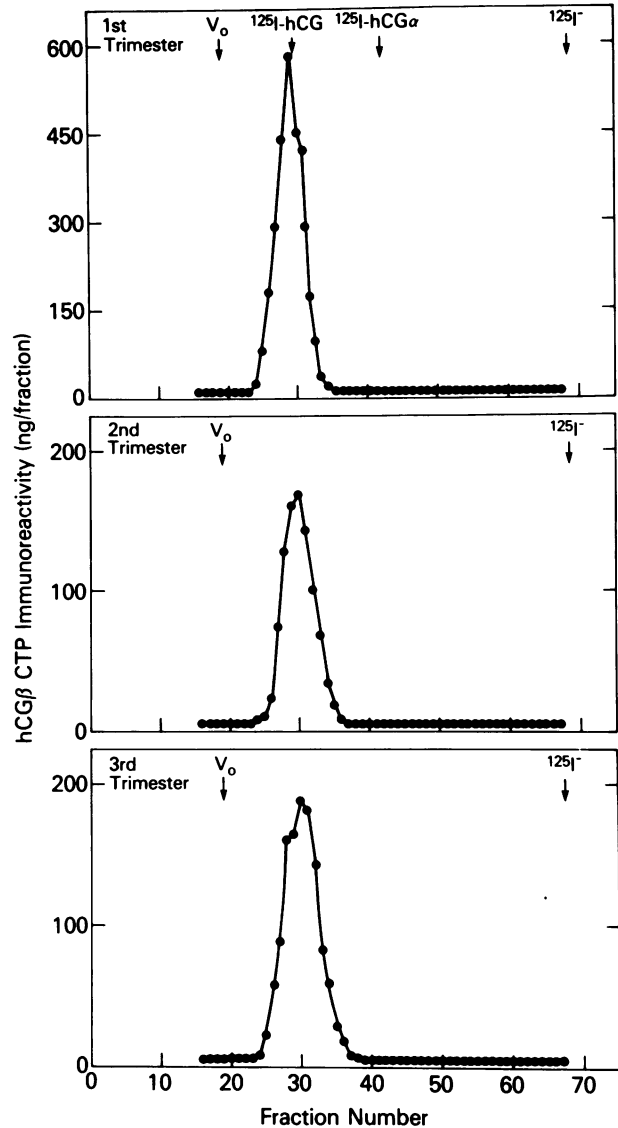 1st
Trimester
V₀ ¹²⁵I-hCG ¹²⁵I-hCGα ¹²⁵I⁻
600
450
300
150
0
2nd
Trimester
V₀ ¹²⁵I⁻
200
100
0
3rd
Trimester
V₀ ¹²⁵I⁻
200
100
0
0 10 20 30 40 50 60 70
Fraction Number
hCGβ CTP Immunoreactivity (ng/fraction)